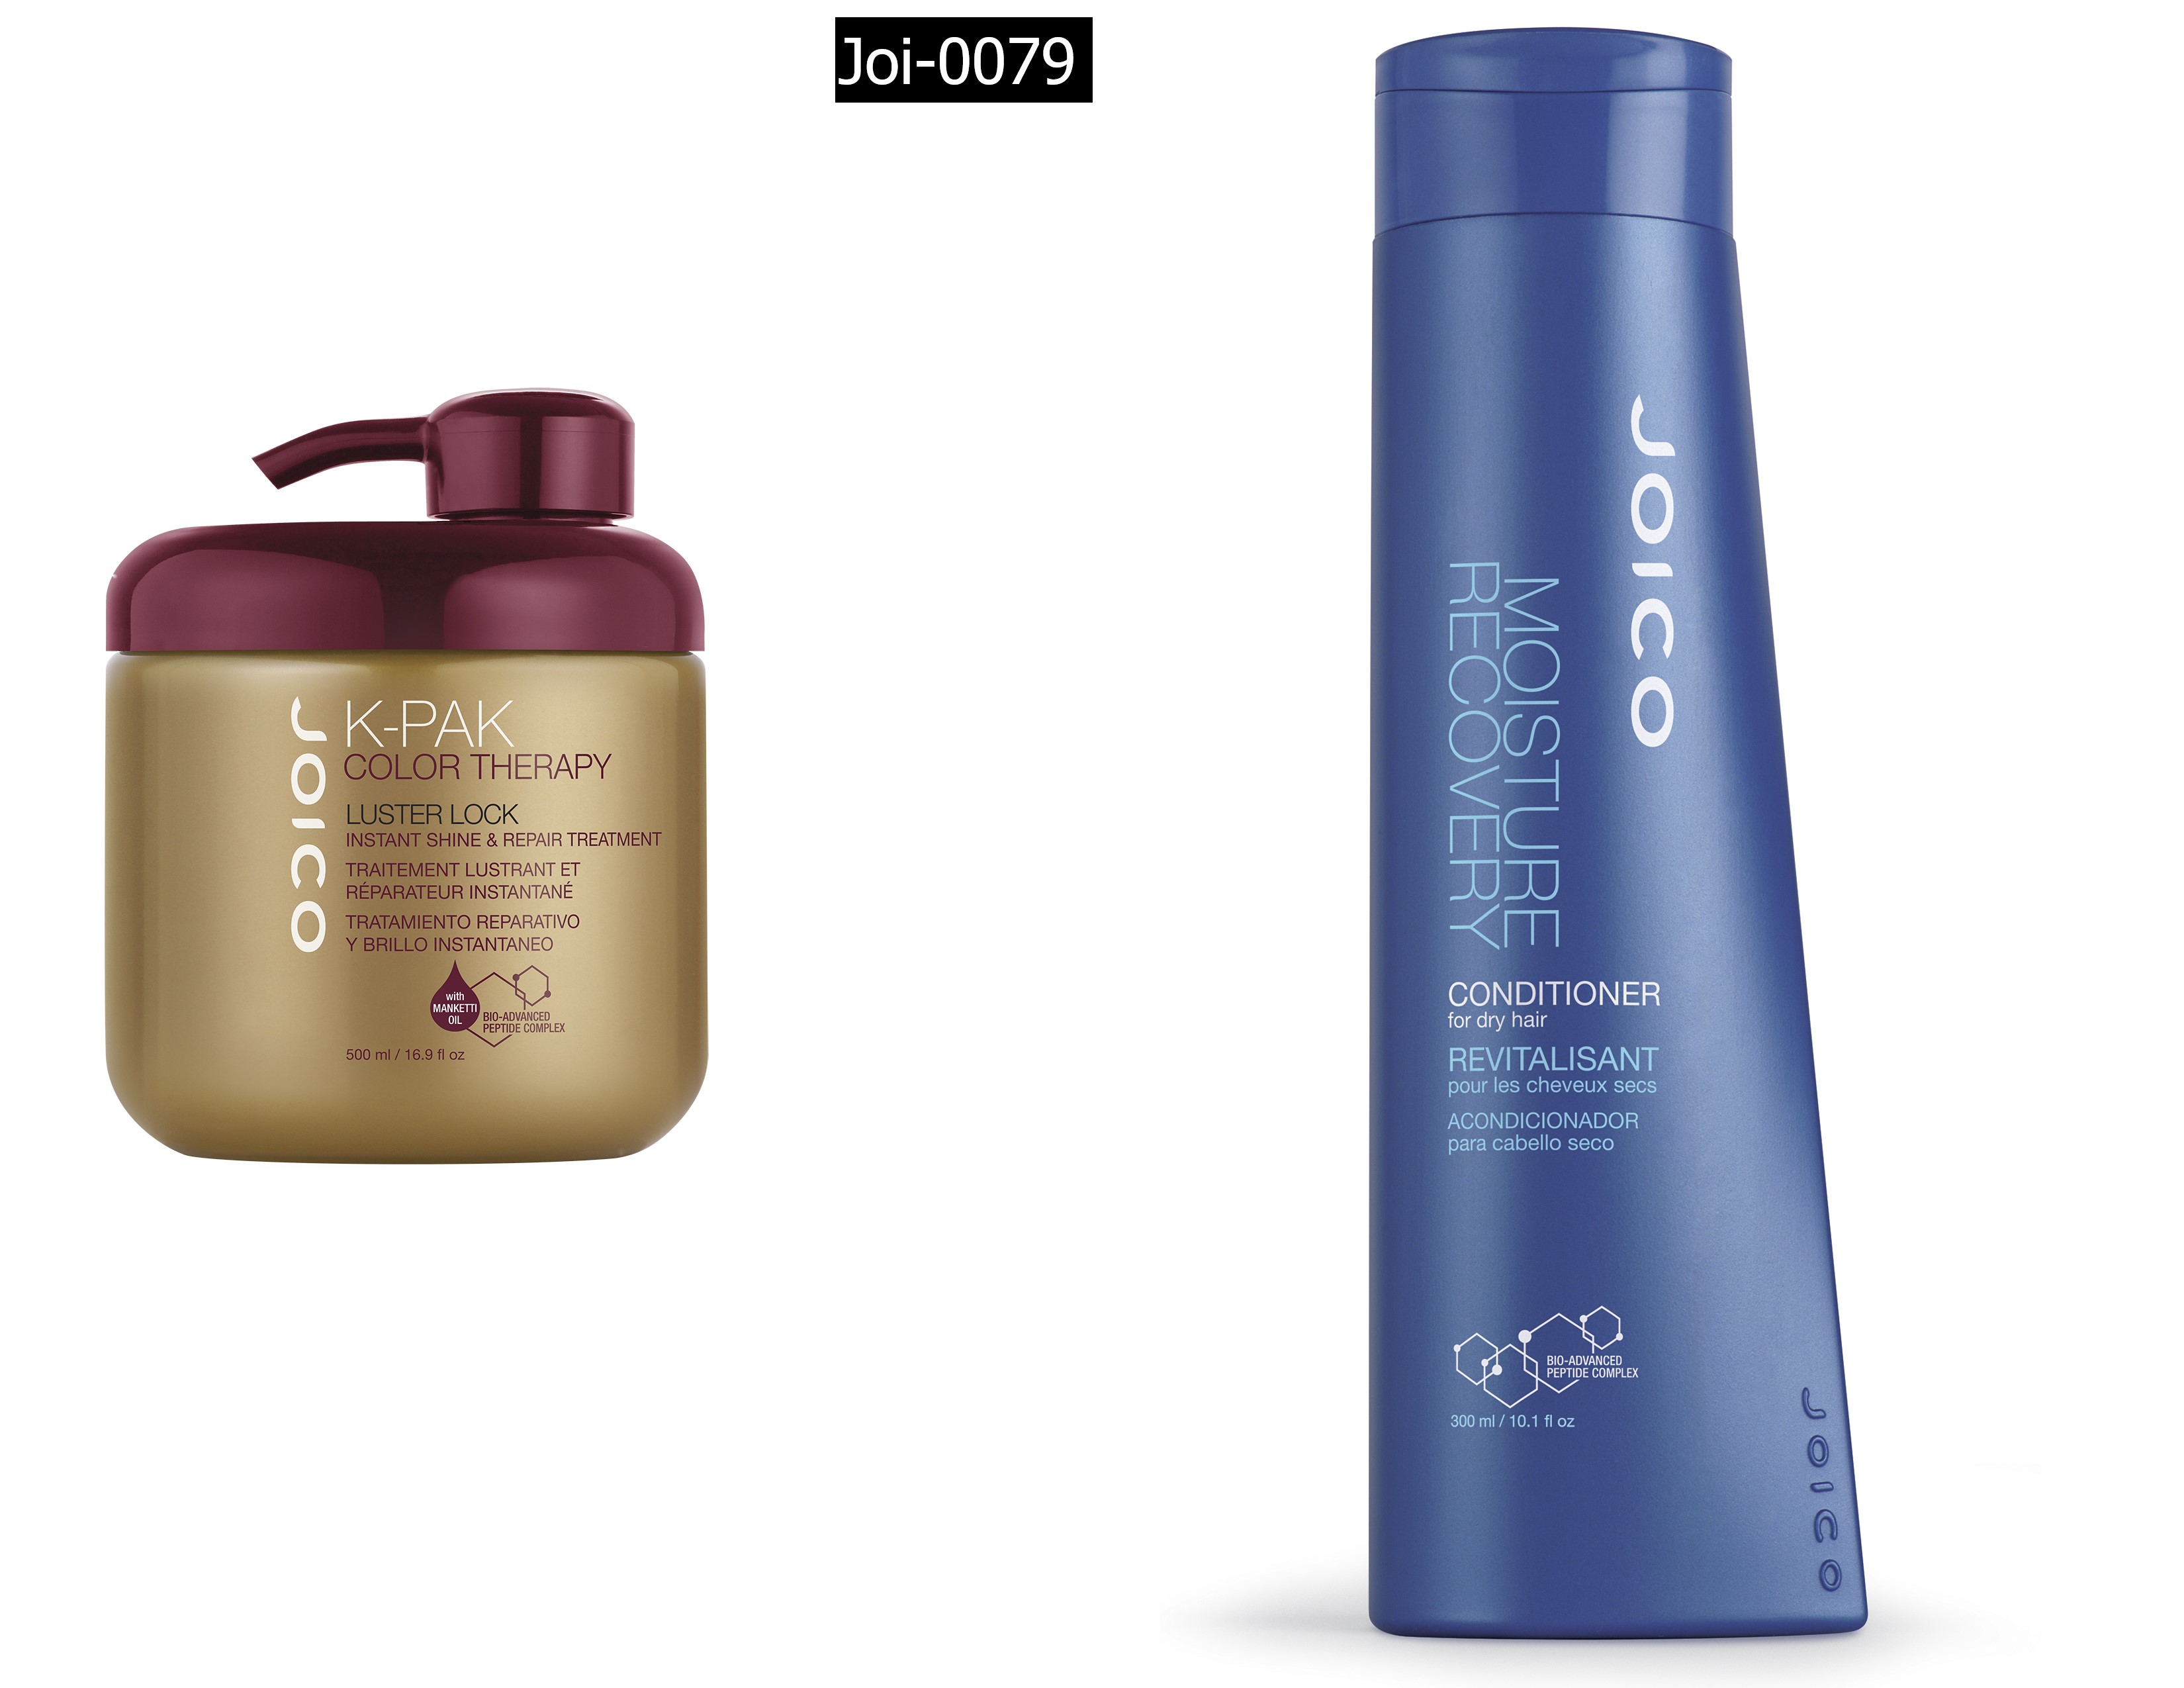 Joi-0079
JOICO
K-PAK
COLOR THERAPY
LUSTER LOCK
INSTANT SHINE & REPAIR TREATMENT
TRAITEMENT LUSTRANT ET
RÉPARATEUR INSTANTANÉ
TRATAMIENTO REPARATIVO
Y BRILLO INSTANTANEO
with
MANKETTI
OIL
BIO-ADVANCED
PEPTIDE COMPLEX
500 ml / 16.9 fl oz
JOICO
MOISTURE
RECOVERY
CONDITIONER
for dry hair
REVITALISANT
pour les cheveux secs
ACONDICIONADOR
para cabello seco
BIO-ADVANCED
PEPTIDE COMPLEX
300 ml / 10.1 fl oz
JOICO